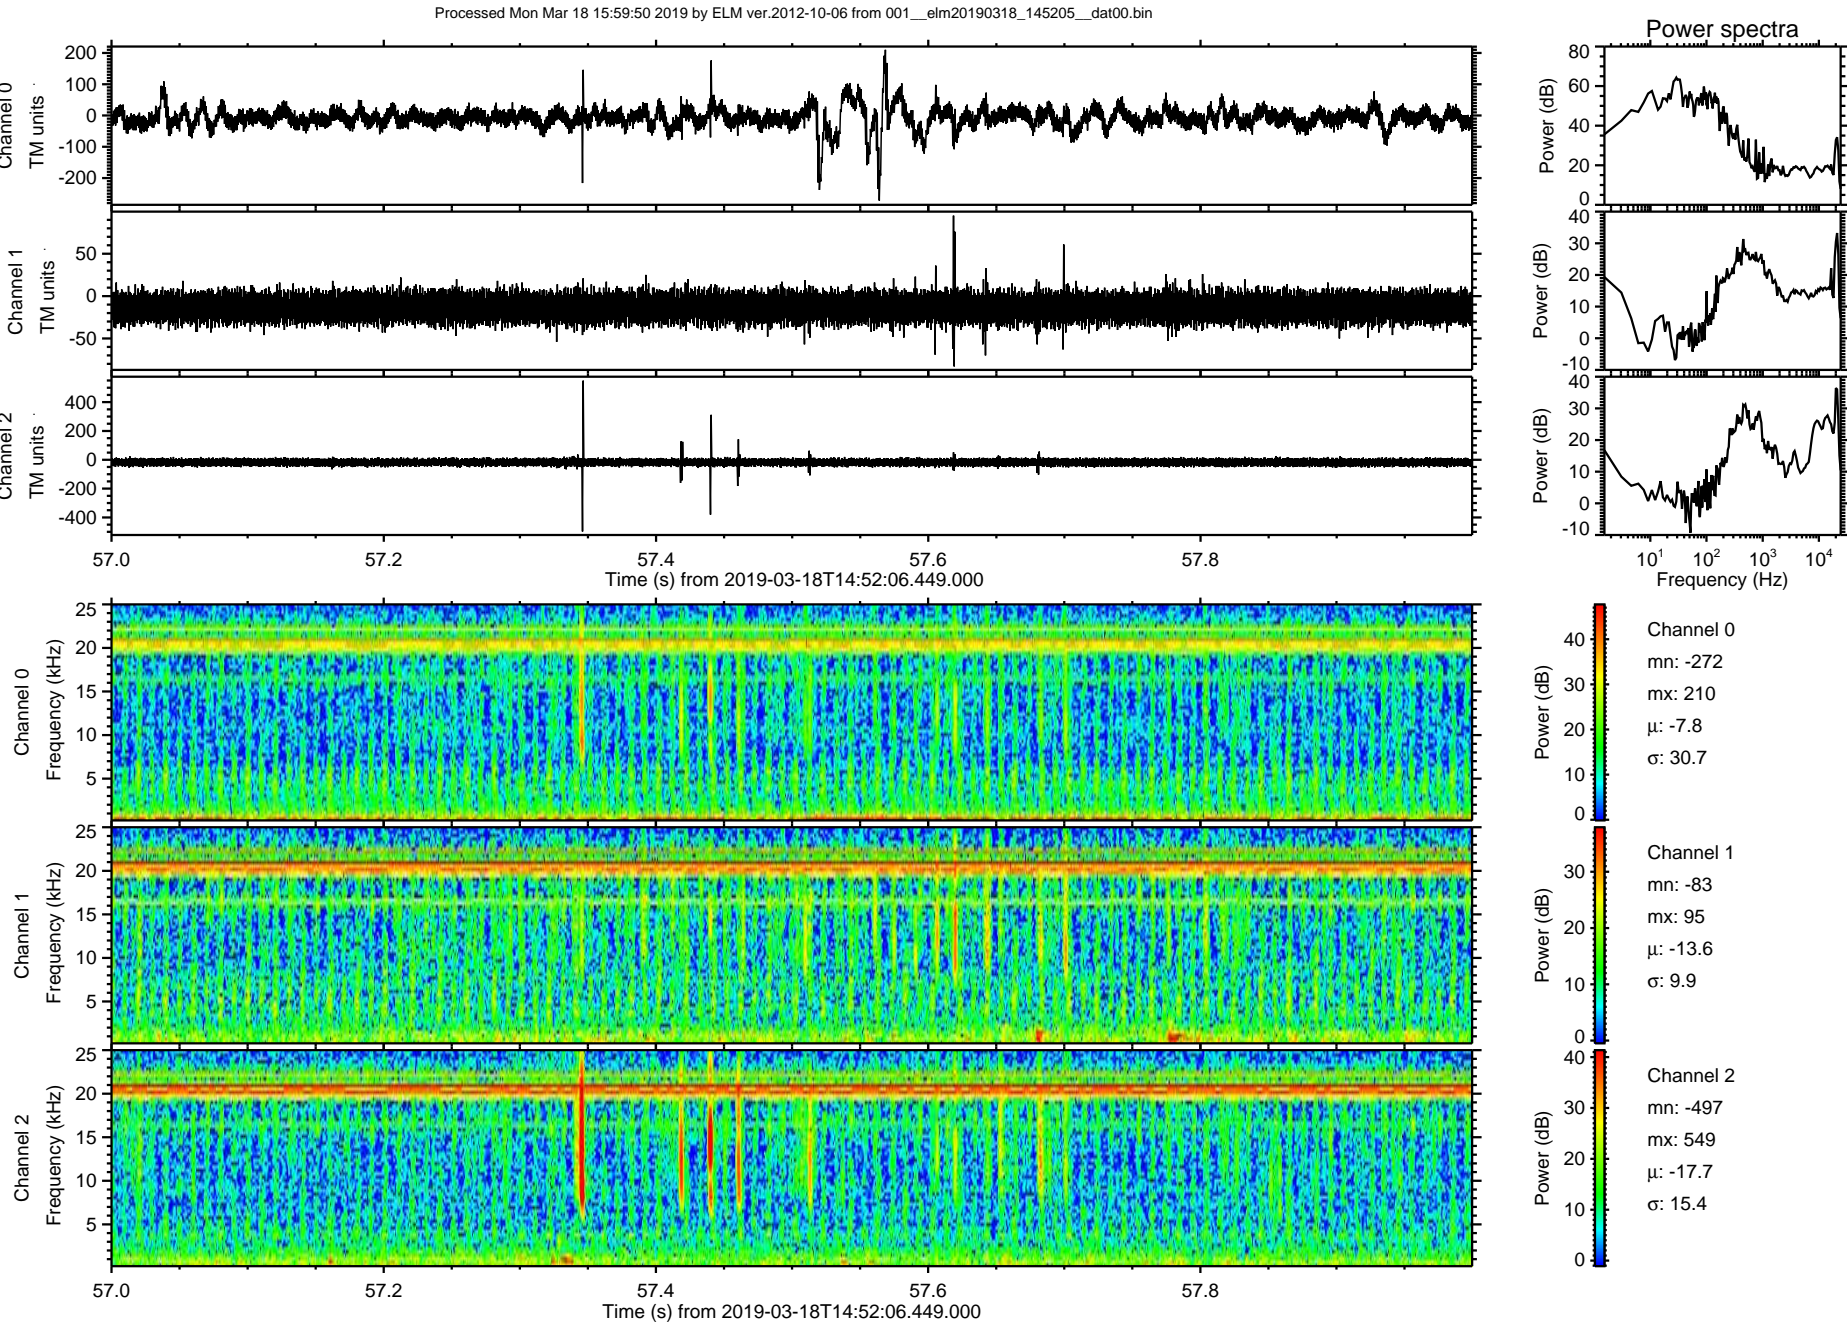 Processed Mon Mar 18 15:59:50 2019 by ELM ver.2012-10-06 from 001__elm20190318_145205__dat00.bin
Power spectra
Channel 0
TM units
200
100
0
-100
-200
Power (dB)
80
60
40
20
0
Channel 1
TM units
50
0
-50
Power (dB)
40
30
20
10
0
-10
Channel 2
TM units
400
200
0
-200
-400
Power (dB)
40
30
20
10
0
-10
57.0 57.2 57.4 57.6 57.8
Time (s) from 2019-03-18T14:52:06.449.000
10^1 10^2 10^3 10^4
Frequency (Hz)
Channel 0
Frequency (kHz)
25
20
15
10
5
Power (dB)
40
30
20
10
0
Channel 0
mn: -272
mx: 210
μ: -7.8
σ: 30.7
Channel 1
Frequency (kHz)
25
20
15
10
5
Power (dB)
30
20
10
0
Channel 1
mn: -83
mx: 95
μ: -13.6
σ: 9.9
Channel 2
Frequency (kHz)
25
20
15
10
5
Power (dB)
40
30
20
10
0
Channel 2
mn: -497
mx: 549
μ: -17.7
σ: 15.4
57.0 57.2 57.4 57.6 57.8
Time (s) from 2019-03-18T14:52:06.449.000